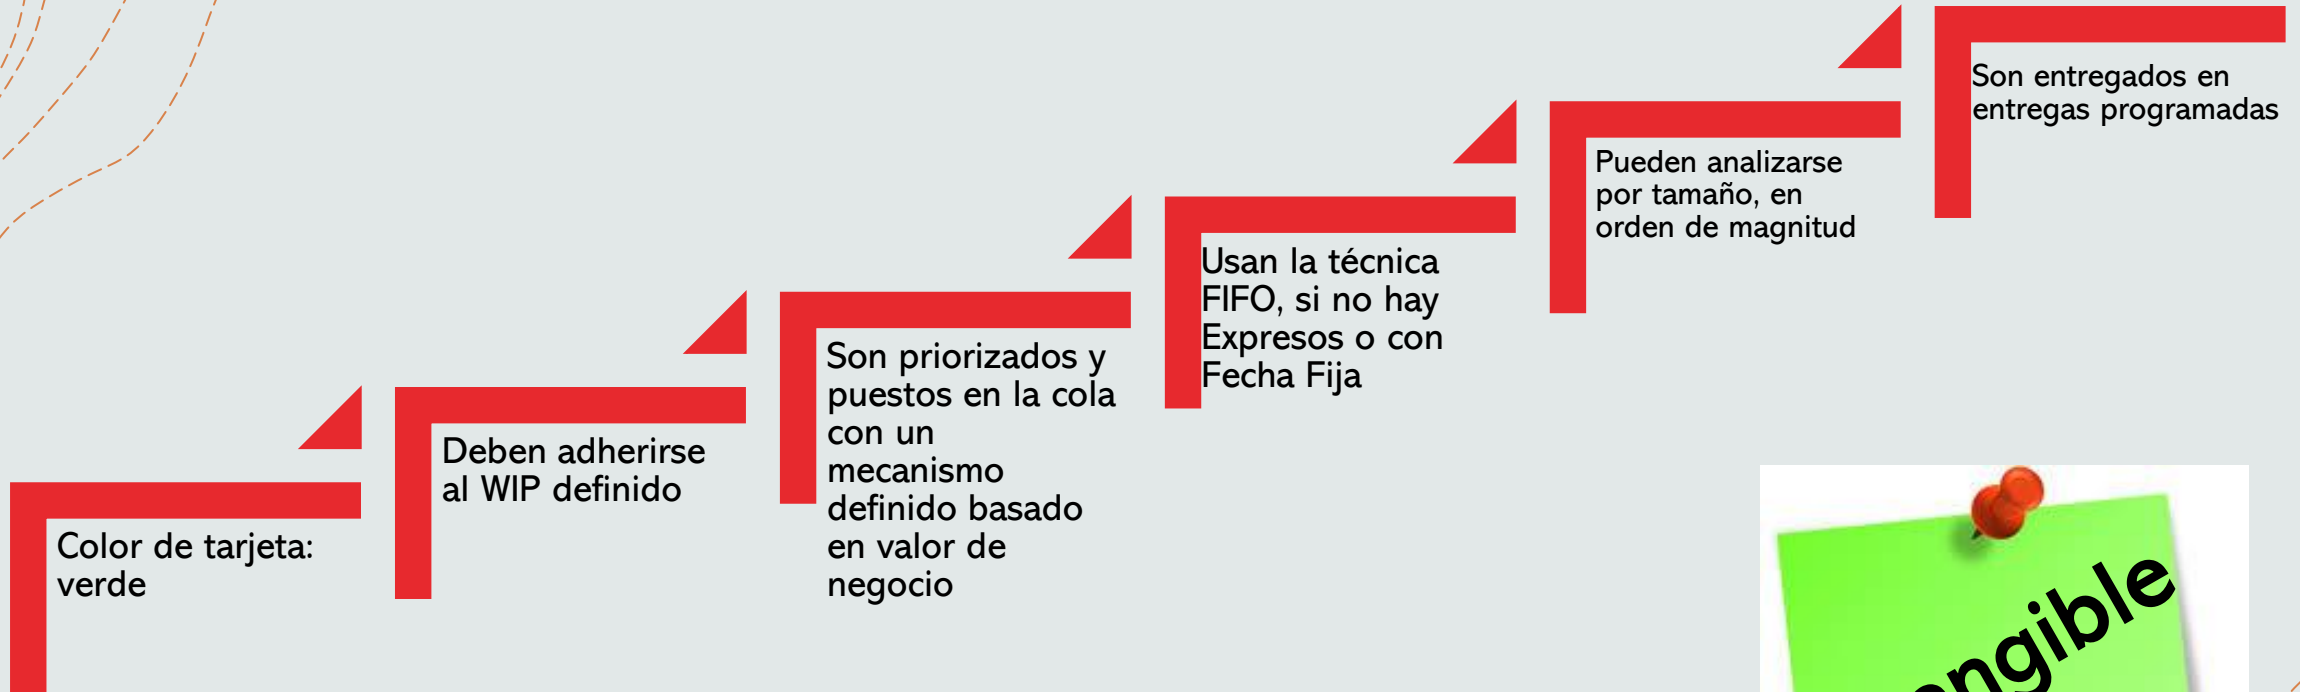 Color de tarjeta:
verde
Deben adherirse
al WIP definido
Son priorizados y
puestos en la cola
con un
mecanismo
definido basado
en valor de
negocio
Usan la técnica
FIFO, si no hay
Expresos o con
Fecha Fija
Pueden analizarse
por tamaño, en
orden de magnitud
Son entregados en
entregas programadas